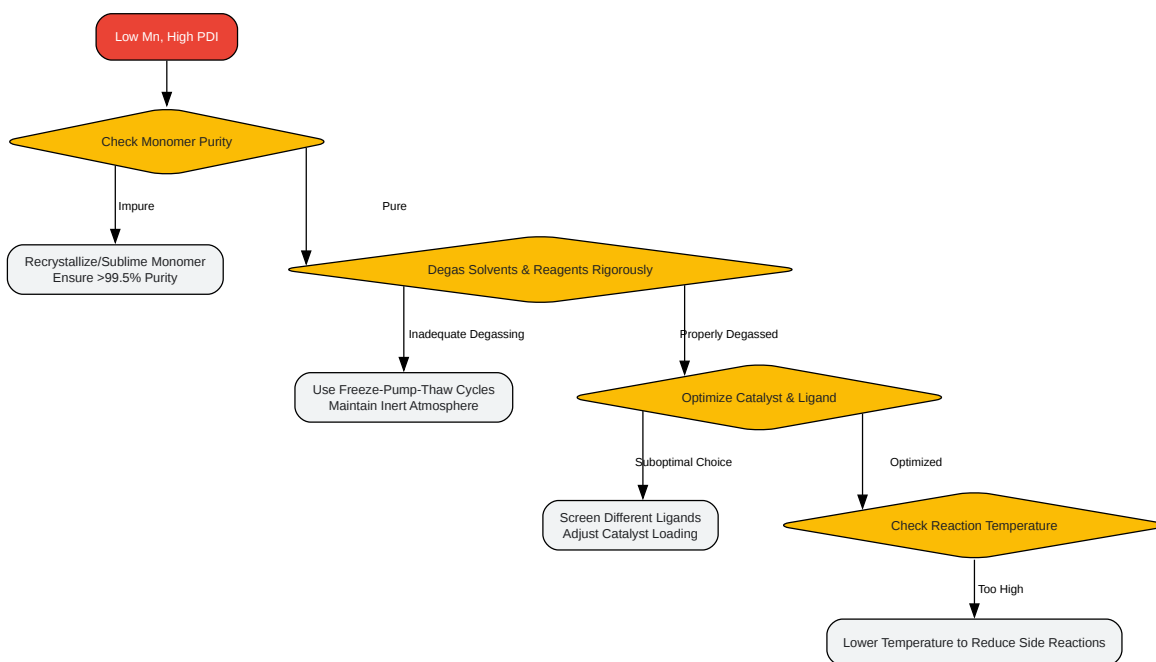 Low Mn, High PDI
Check Monomer Purity
Impure
Pure
Recrystallize/Sublime Monomer
Ensure >99.5% Purity
Degas Solvents & Reagents Rigorously
Inadequate Degassing
Properly Degassed
Use Freeze-Pump-Thaw Cycles
Maintain Inert Atmosphere
Optimize Catalyst & Ligand
Suboptimal Choice
Optimized
Screen Different Ligands
Adjust Catalyst Loading
Check Reaction Temperature
Too High
Lower Temperature to Reduce Side Reactions